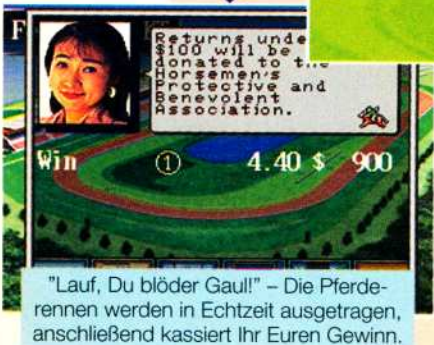 F
Returns unde
$100 will be
donated to the
Horsemen's
Protective and
Benevolent
Association.
Win ① 4.40 $ 900
"Lauf, Du blöder Gaul!" – Die Pferde-
rennen werden in Echtzeit ausgetragen,
anschließend kassiert Ihr Euren Gewinn.